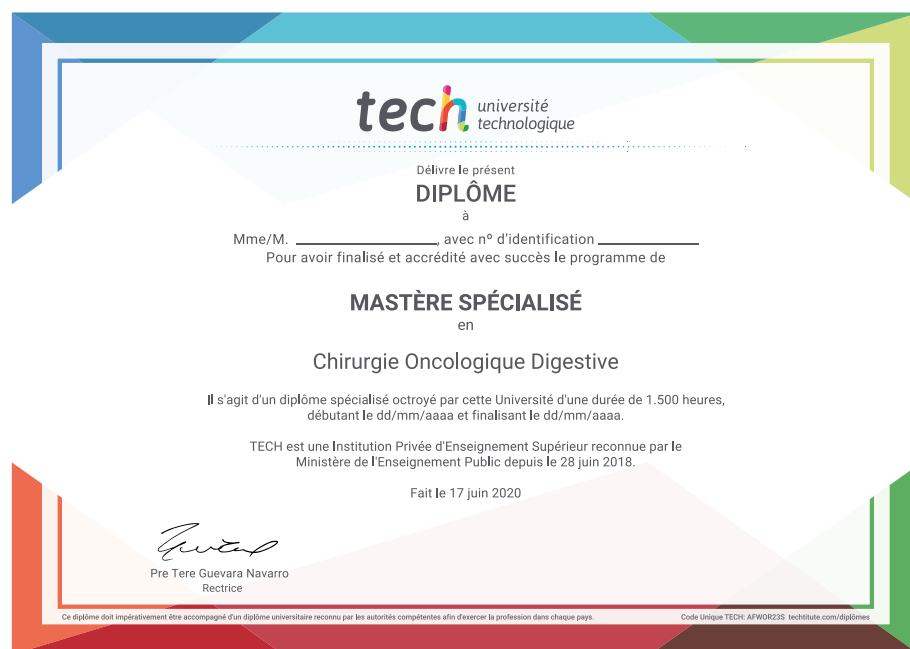 tech université
technologique
Délivre le présent
DIPLÔME
à
Mme/M. ____________________, avec nº d'identification ______________
Pour avoir finalisé et accrédité avec succès le programme de
MASTÈRE SPÉCIALISÉ
en
Chirurgie Oncologique Digestive
Il s'agit d'un diplôme spécialisé octroyé par cette Université d'une durée de 1.500 heures,
débutant le dd/mm/aaaa et finalisant le dd/mm/aaaa.
TECH est une Institution Privée d'Enseignement Supérieur reconnue par le
Ministère de l'Enseignement Public depuis le 28 juin 2018.
Fait le 17 juin 2020
Pre Tere Guevara Navarro
Rectrice
Ce diplôme doit impérativement être accompagné d'un diplôme universitaire reconnu par les autorités compétentes afin d'exercer la profession dans chaque pays.
Code Unique TECH: AFWOR23S techtitute.com/diplômes